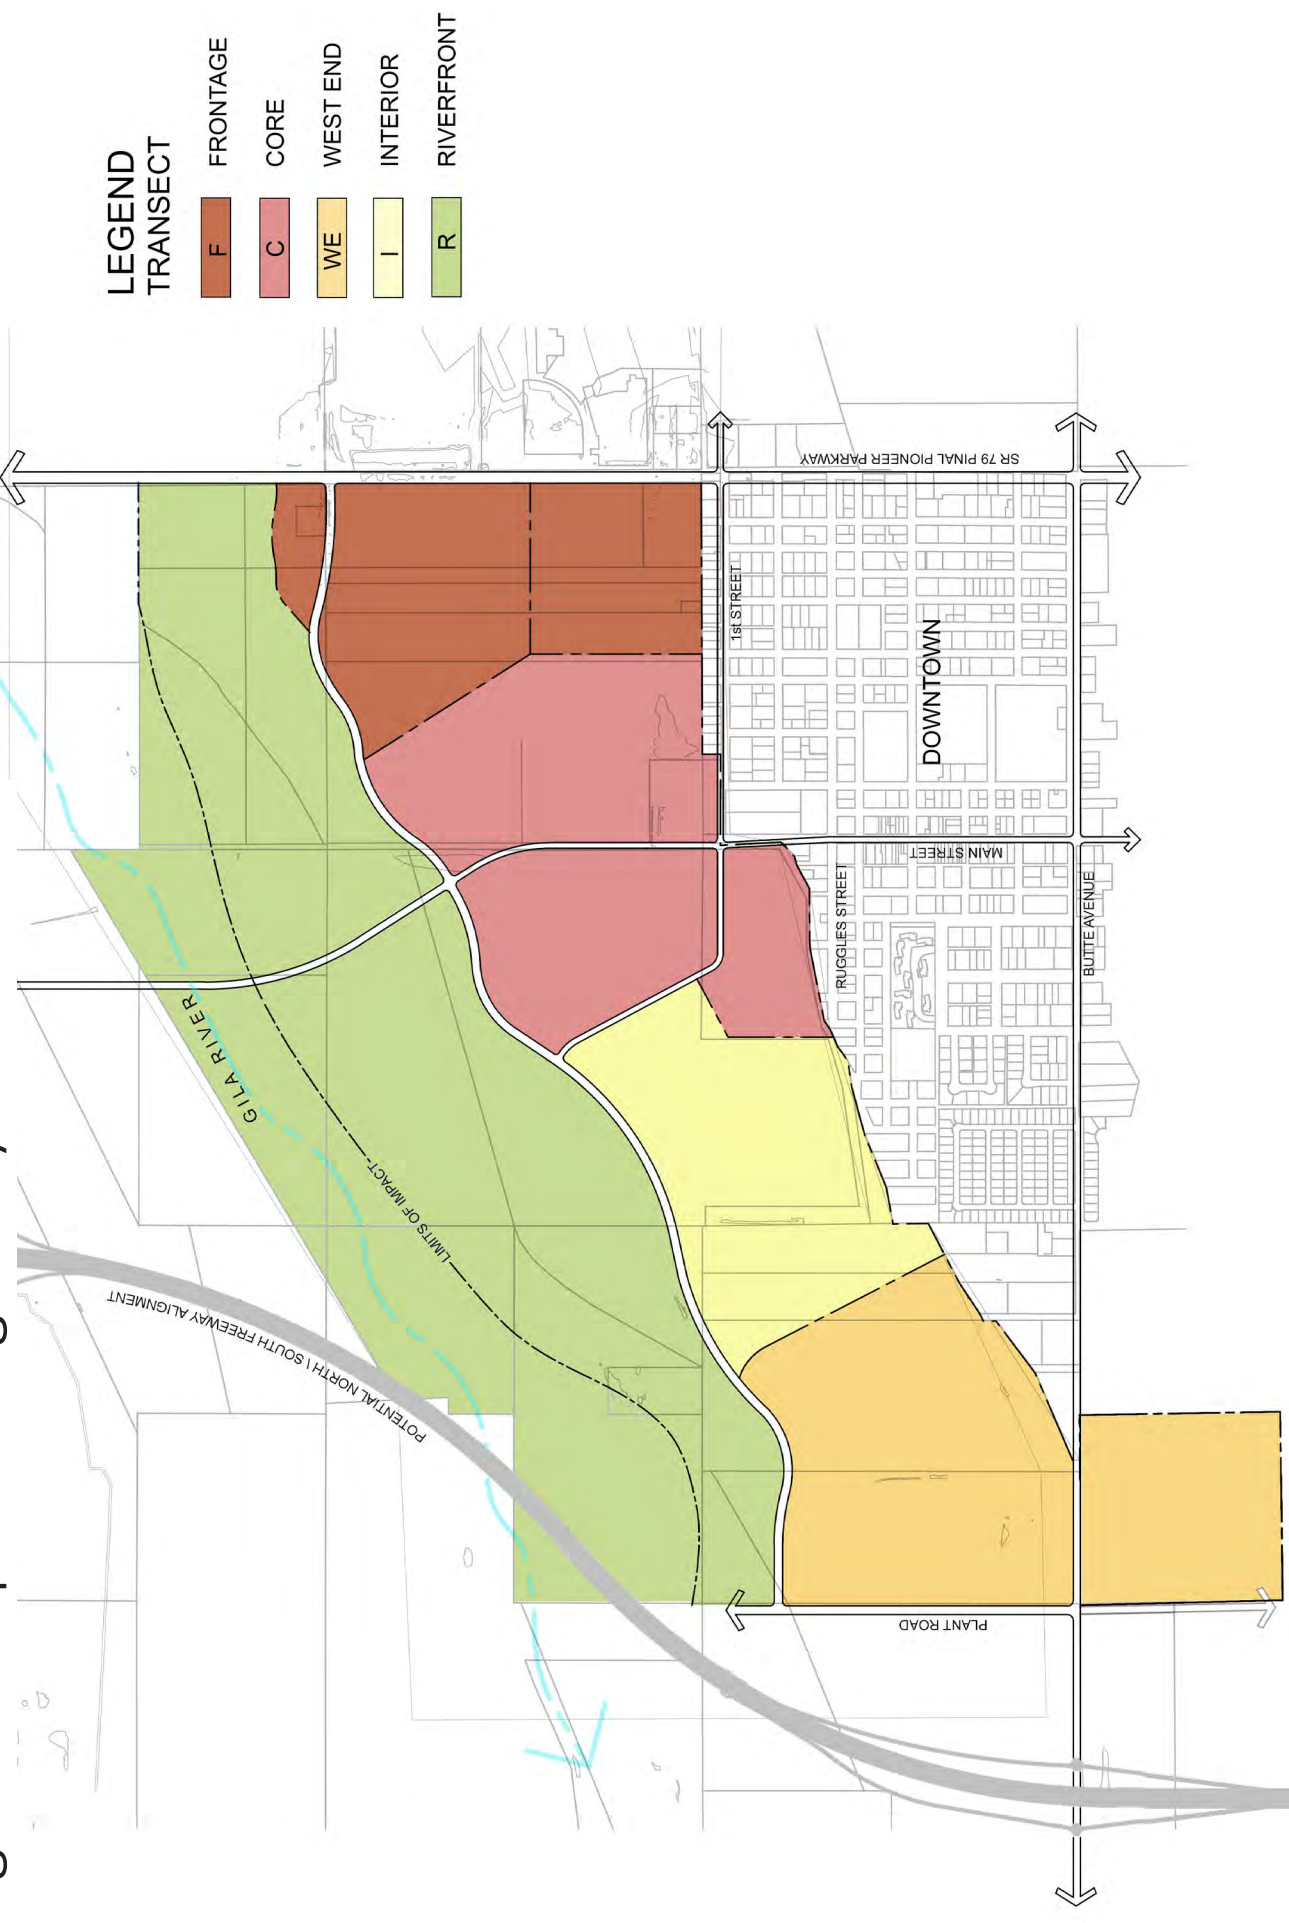 LEGEND
TRANSECT
F FRONTAGE
C CORE
WE WEST END
I INTERIOR
R RIVERFRONT
SR 79 PINAL PIONEER PARKWAY
1st STREET
DOWNTOWN
MAIN STREET
RUGGLES STREET
BUTTE AVENUE
GILA RIVER
LIMITS OF IMPACT
POTENTIAL NORTH \ SOUTH FREEWAY ALIGNMENT
PLANT ROAD